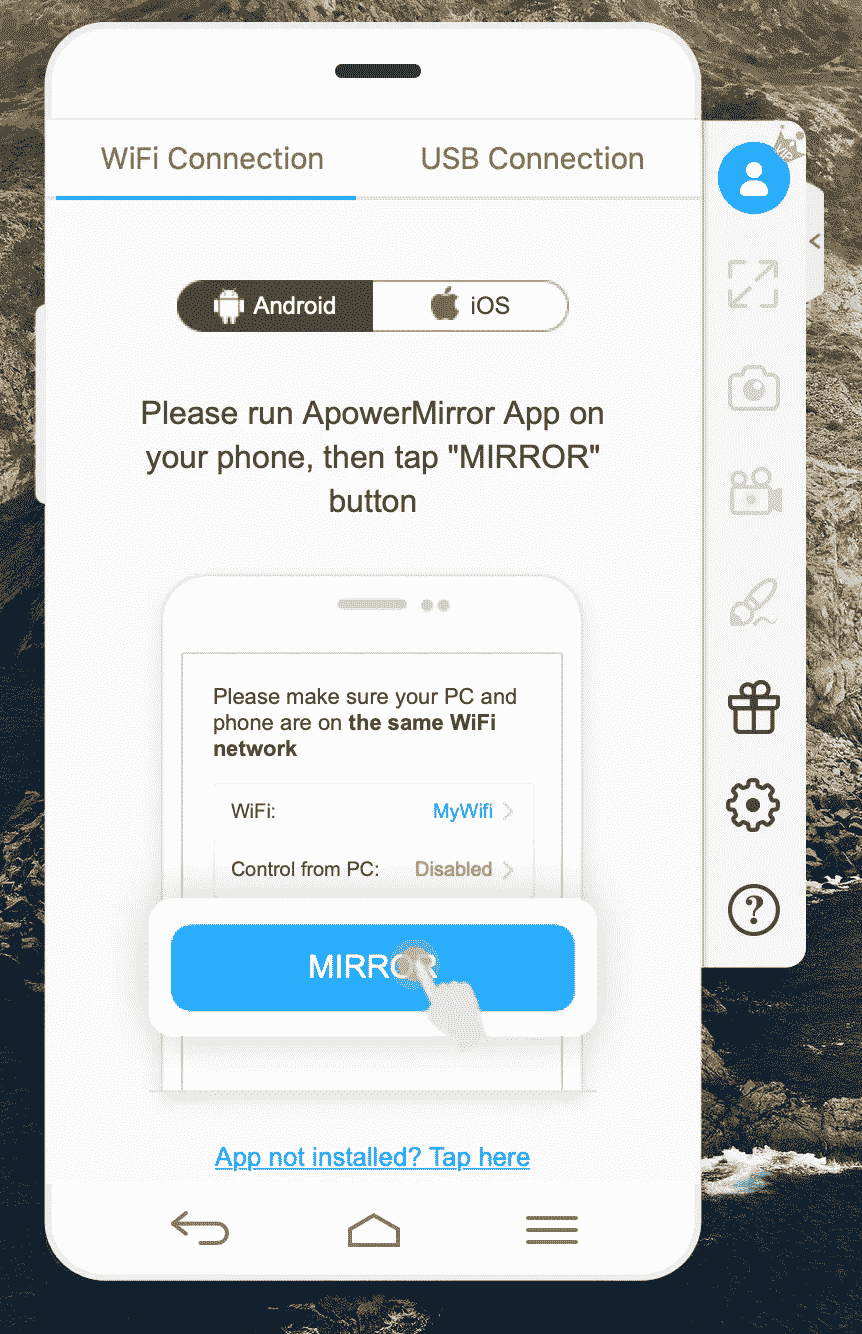 WiFi Connection
USB Connection
VIP
Android
iOS
Please run ApowerMirror App on
your phone, then tap "MIRROR"
button
Please make sure your PC and
phone are on the same WiFi
network
WiFi: MyWifi
Control from PC: Disabled
MIRROR
App not installed? Tap here